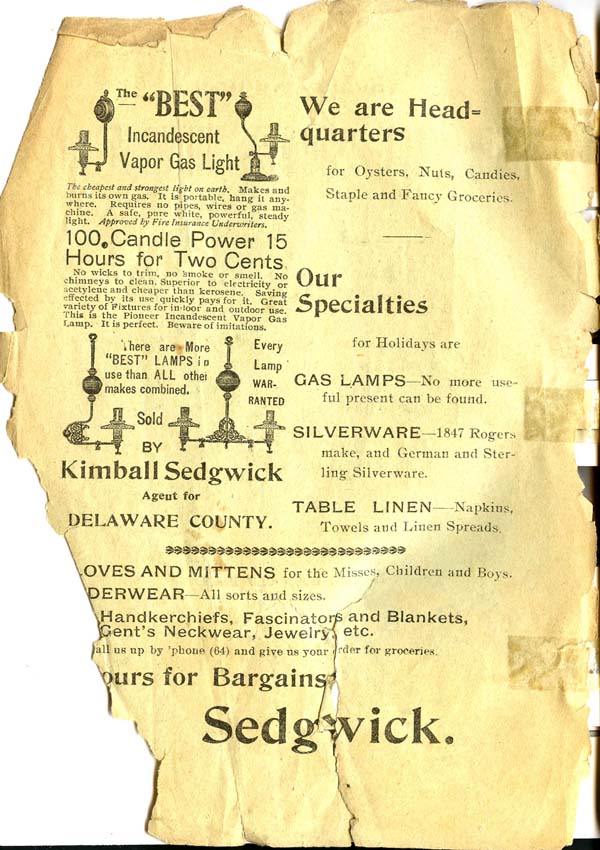 The "BEST"
Incandescent
Vapor Gas Light
The cheapest and strongest light on earth. Makes and
burns its own gas. It is portable, hang it any-
where. Requires no pipes, wires or gas ma-
chine. A safe, pure white, powerful, steady
light. Approved by Fire Insurance Underwriters.
100 Candle Power 15
Hours for Two Cents
No wicks to trim, no smoke or smell. No
chimneys to clean. Superior to electricity or
acetylene and cheaper than kerosene. Saving
effected by its use quickly pays for it. Great
variety of Fixtures for in-loor and outdoor use.
This is the Pioneer Incandescent Vapor Gas
Lamp. It is perfect. Beware of imitations.
There are More
"BEST" LAMPS in
use than ALL other
makes combined.
Every
Lamp
WAR-
RANTED
Sold
BY
Kimball Sedgwick
Agent for
DELAWARE COUNTY.
We are Head-
quarters
for Oysters, Nuts, Candies,
Staple and Fancy Groceries.
Our
Specialties
for Holidays are
GAS LAMPS—No more use-
ful present can be found.
SILVERWARE—1847 Rogers
make, and German and Ster-
ling Silverware.
TABLE LINEN—Napkins,
Towels and Linen Spreads.
OVES AND MITTENS for the Misses, Children and Boys.
DERWEAR—All sorts and sizes.
Handkerchiefs, Fascinators and Blankets,
Gent's Neckwear, Jewelry, etc.
all us up by 'phone (64) and give us your order for groceries.
ours for Bargains
Sedgwick.